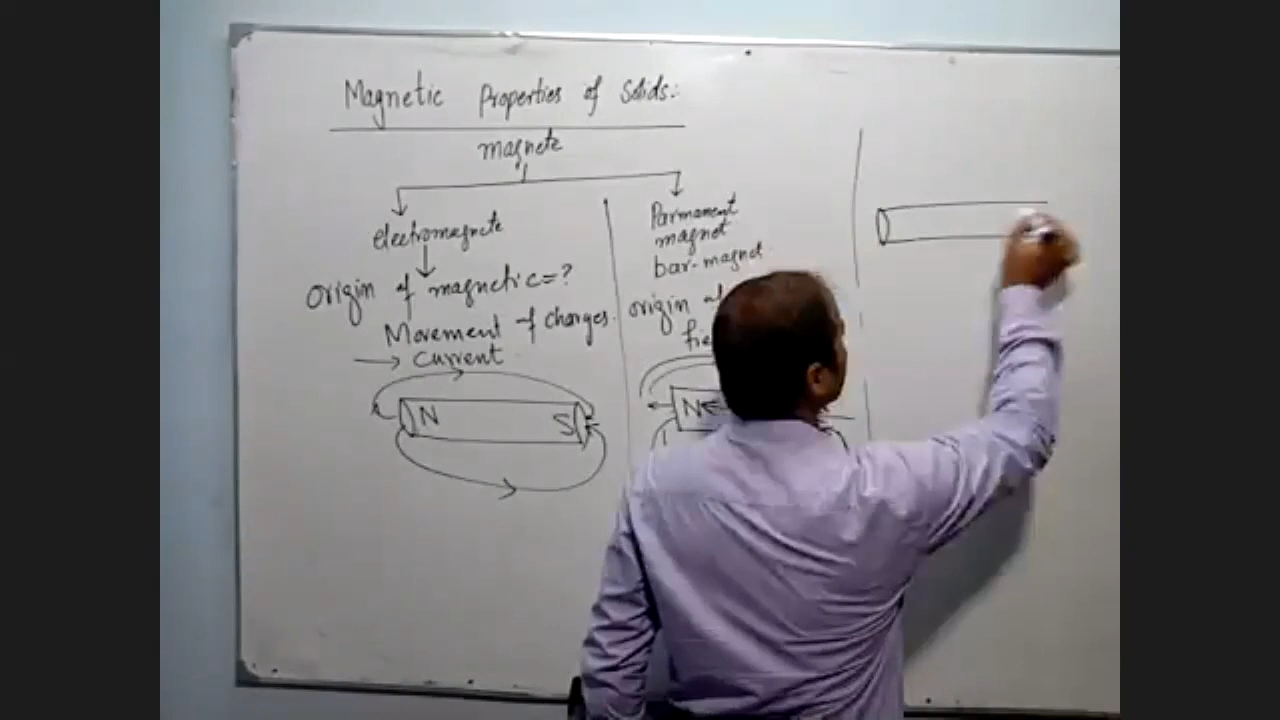 Magnetic Properties of Solids:-
magnete
electromagnete
Origin of magnetic=?
Movement of charges.
→ current
N S
Parmanent
magnet
bar-magnet.
origin
N